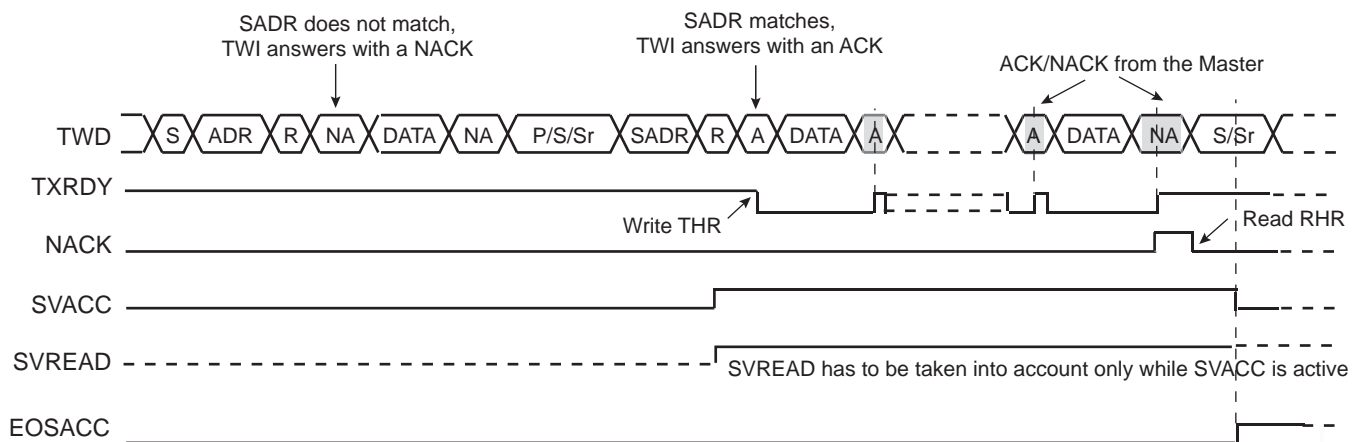 SADR does not match,
TWI answers with a NACK
SADR matches,
TWI answers with an ACK
ACK/NACK from the Master
TWD S ADR R NA DATA NA P/S/Sr SADR R A DATA A A DATA NA S/Sr
TXRDY
Write THR
Read RHR
NACK
SVACC
SVREAD
SVREAD has to be taken into account only while SVACC is active
EOSACC